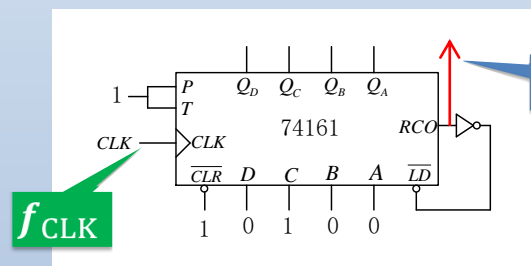 Q_D Q_C Q_B Q_A
1 P
T
74161
RCO
CLK CLK
CLR D C B A LD
1 0 1 0 0
f_CLK